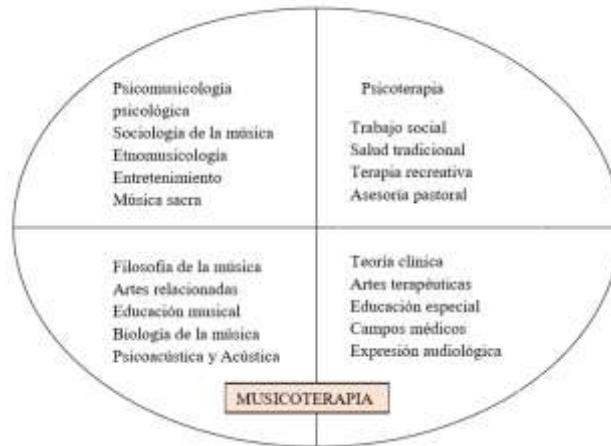 Psicomusicología
psicológica
Sociología de la música
Etnomusicología
Entretenimiento
Música sacra
Psicoterapia
Trabajo social
Salud tradicional
Terapia recreativa
Asesoría pastoral
Filosofía de la música
Artes relacionadas
Educación musical
Biología de la música
Psicoacústica y Acústica
Teoría clínica
Artes terapéuticas
Educación especial
Campos médicos
Expresión audiológica
MUSICOTERAPIA